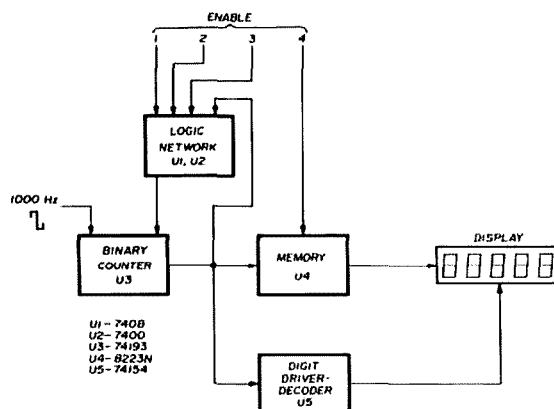 ENABLE
1 2 3 4
LOGIC
NETWORK
U1, U2
1000 Hz
BINARY
COUNTER
U3
MEMORY
U4
DISPLAY
U1-7408
U2-7400
U3-74193
U4-8223N
U5-74154
DIGIT
DRIVER-
DECODER
U5